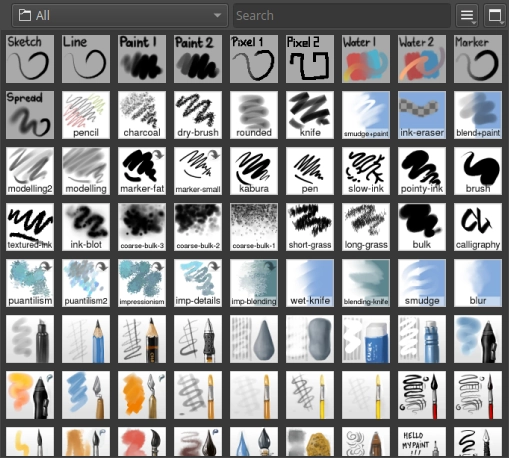 All
Search
Sketch
Line
Paint 1
Paint 2
Pixel 1
Pixel 2
Water 1
Water 2
Marker
Spread
pencil
charcoal
dry-brush
rounded
knife
smudge+paint
ink-eraser
blend+paint
modelling2
modelling
marker-fat
marker-small
kabura
pen
slow-ink
pointy-ink
brush
textured-ink
ink-blot
coarse-bulk-3
coarse-bulk-2
coarse-bulk-1
short-grass
long-grass
bulk
calligraphy
puantilism
puantilism2
impressionism
imp-details
imp-blending
wet-knife
blending-knife
smudge
blur
HELLO
MYPAINT!